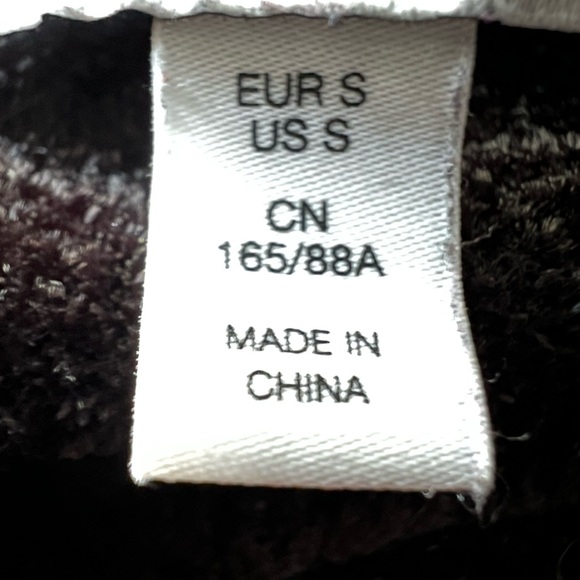 EUR S
US S
CN
165/88A
MADE IN
CHINA